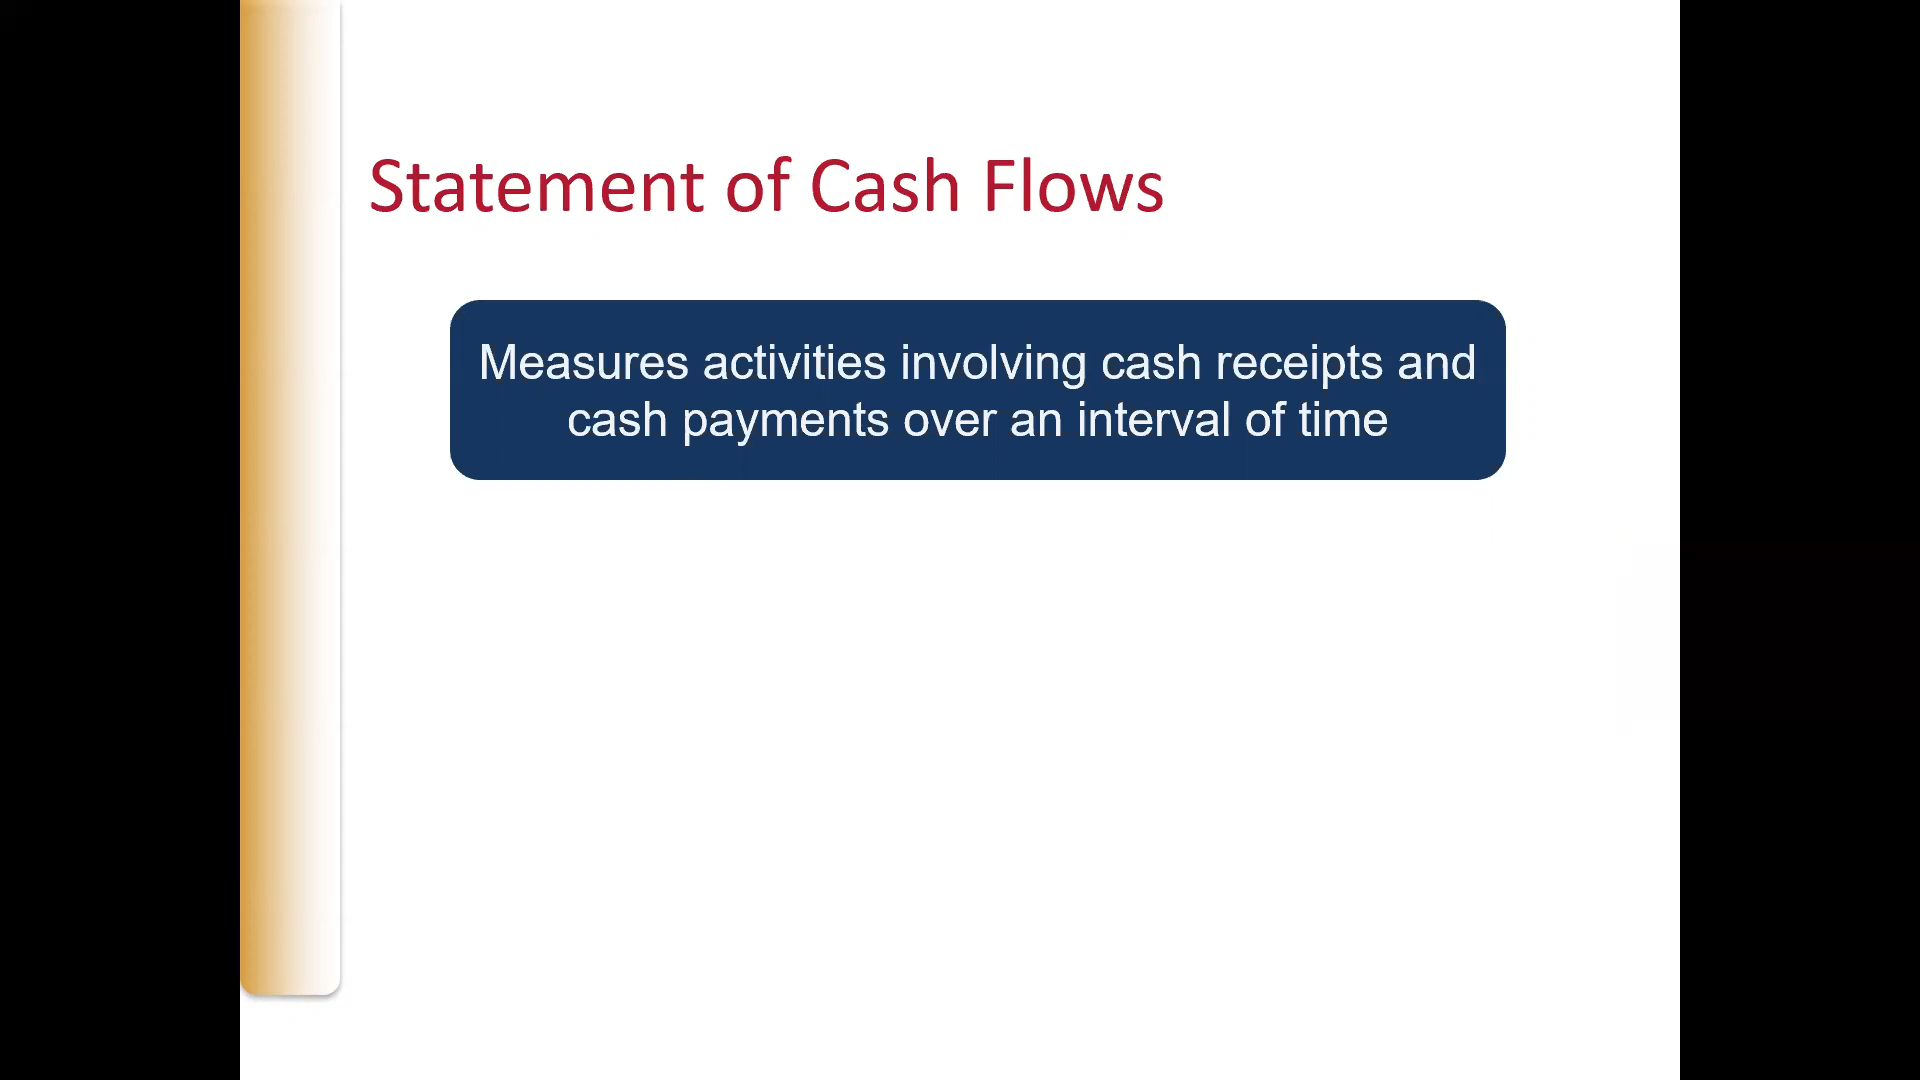 Statement of Cash Flows
Measures activities involving cash receipts and
cash payments over an interval of time